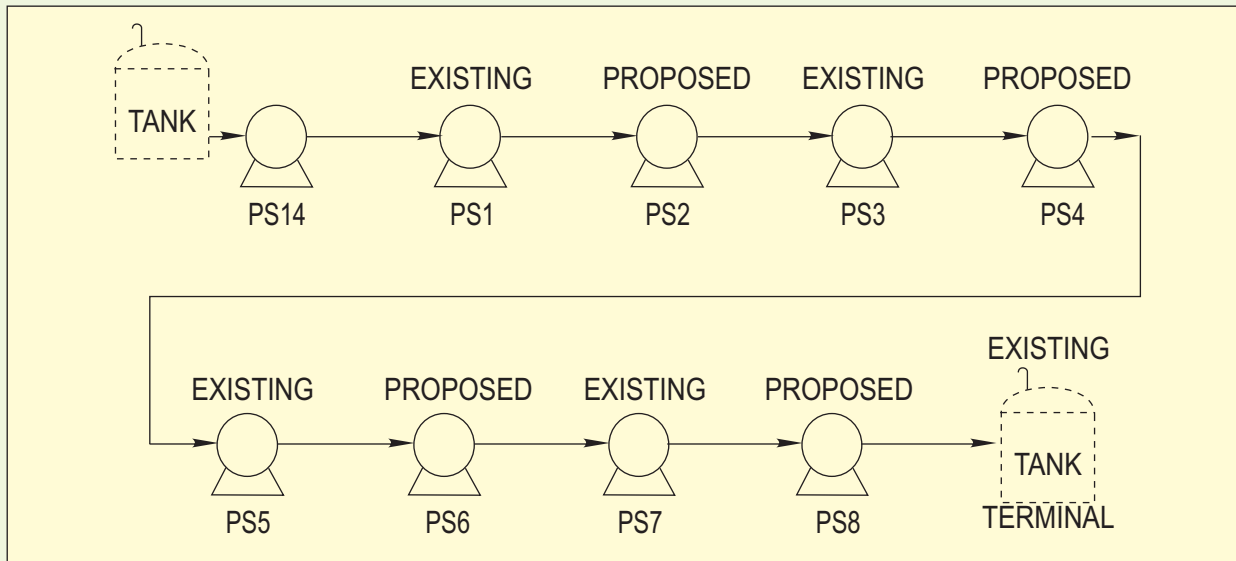 EXISTING PROPOSED EXISTING PROPOSED
TANK
PS14 PS1 PS2 PS3 PS4
EXISTING
EXISTING PROPOSED EXISTING PROPOSED
TANK
PS5 PS6 PS7 PS8 TERMINAL